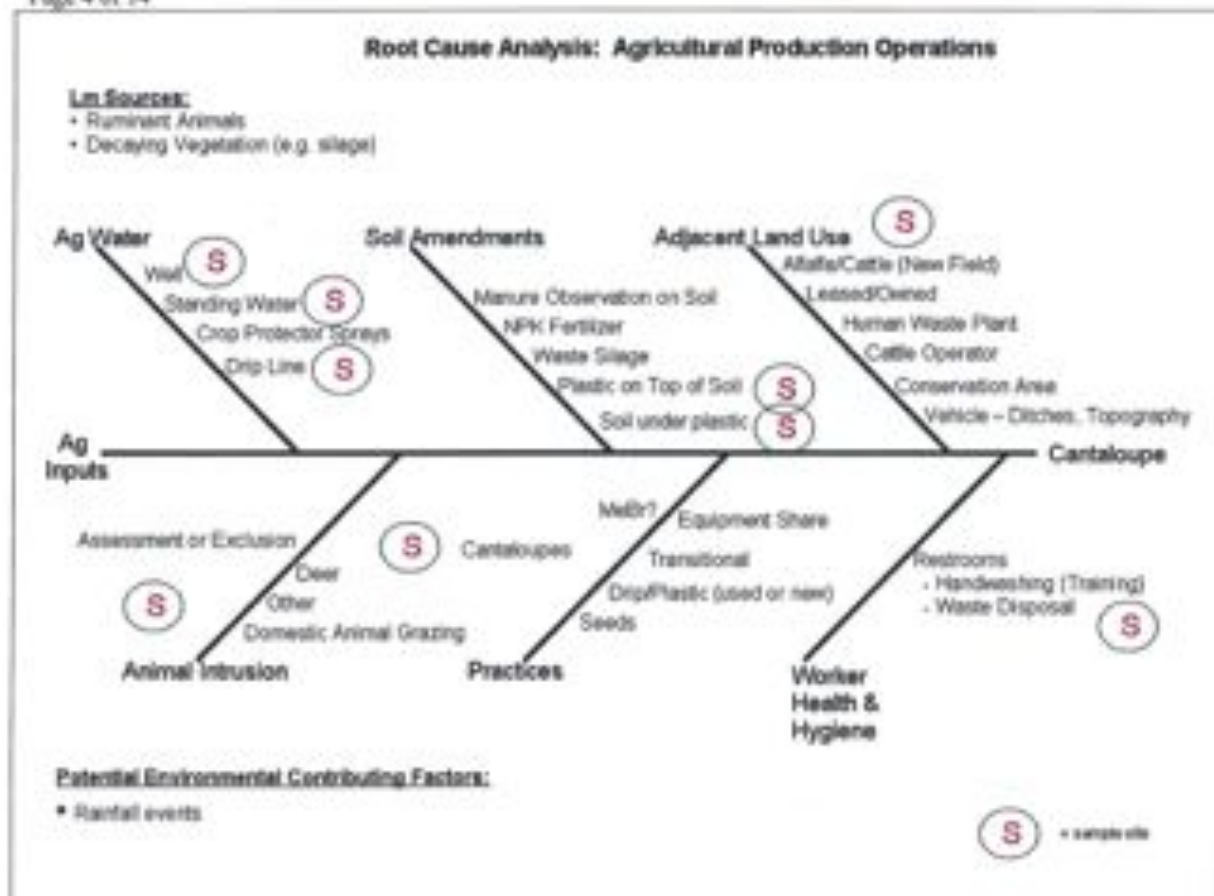 Page 4 of 14
Root Cause Analysis: Agricultural Production Operations
Lm Sources:
• Ruminant Animals
• Decaying Vegetation (e.g. silage)
Ag Water
Well
S
Standing Water
S
Crop Protector Sprays
Drip Line
S
Soil Amendments
Manure Observation on Soil
NPK Fertilizer
Waste Silage
Plastic on Top of Soil
S
Soil under plastic
S
Adjacent Land Use
S
Alfalfa/Cattle (New Field)
Leased/Owned
Human Waste Plant
Cattle Operator
Conservation Area
Vehicle – Ditches, Topography
Ag
Inputs
Cantaloupe
Assessment or Exclusion
S
Deer
Other
Domestic Animal Grazing
Animal Intrusion
S
Cantaloupes
MeBr?
Equipment Share
Transitional
Drip/Plastic (used or new)
Seeds
Practices
Restrooms
- Handwashing (Training)
- Waste Disposal
S
Worker
Health &
Hygiene
Potential Environmental Contributing Factors:
• Rainfall events
S
= sample site